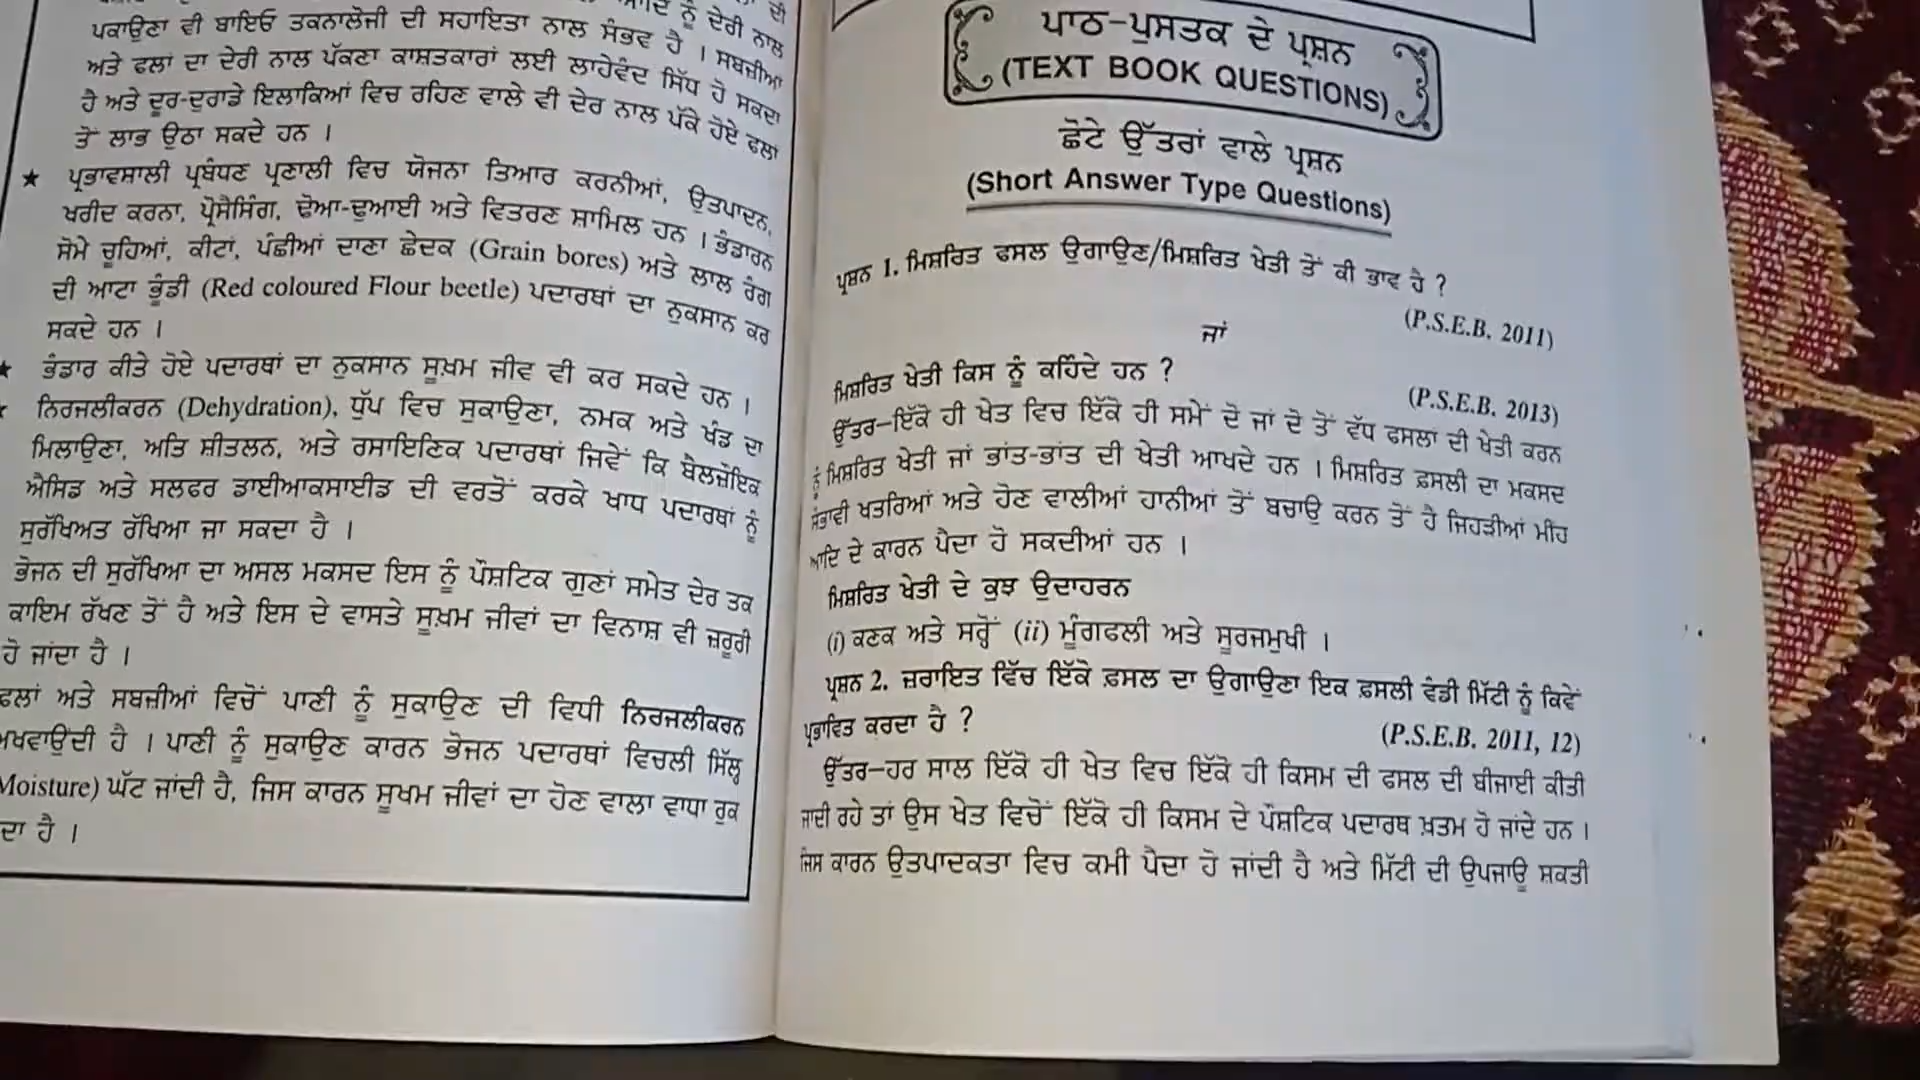 ਪਕਾਉਣਾ ਵੀ ਬਾਇਓ ਤਕਨਾਲੋਜੀ ਦੀ ਸਹਾਇਤਾ ਨਾਲ ਸੰਭਵ ਹੈ । ਸਬਜ਼ੀਆ
ਅਤੇ ਫਲਾਂ ਦਾ ਦੇਰੀ ਨਾਲ ਪੱਕਣਾ ਕਾਸ਼ਤਕਾਰਾਂ ਲਈ ਲਾਹੇਵੰਦ ਸਿੱਧ ਹੋ ਸਕਦਾ
ਹੈ ਅਤੇ ਦੂਰ-ਦੁਰਾਡੇ ਇਲਾਕਿਆਂ ਵਿਚ ਰਹਿਣ ਵਾਲੇ ਵੀ ਦੇਰ ਨਾਲ ਪੱਕੇ ਹੋਏ ਫਲਾਂ
ਤੋਂ ਲਾਭ ਉਠਾ ਸਕਦੇ ਹਨ ।
★ ਪ੍ਰਭਾਵਸ਼ਾਲੀ ਪ੍ਰਬੰਧਣ ਪ੍ਰਣਾਲੀ ਵਿਚ ਯੋਜਨਾ ਤਿਆਰ ਕਰਨੀਆਂ, ਉਤਪਾਦਨ,
ਖਰੀਦ ਕਰਨਾ, ਪ੍ਰੋਸੈਸਿੰਗ, ਢੋਆ-ਢੁਆਈ ਅਤੇ ਵਿਤਰਣ ਸ਼ਾਮਿਲ ਹਨ । ਭੰਡਾਰਨ
ਸੋਮੇ ਚੂਹਿਆਂ, ਕੀਟਾਂ, ਪੰਛੀਆਂ ਦਾਣਾ ਛੇਦਕ (Grain bores) ਅਤੇ ਲਾਲ ਰੰਗ
ਦੀ ਆਟਾ ਭੂੰਡੀ (Red coloured Flour beetle) ਪਦਾਰਥਾਂ ਦਾ ਨੁਕਸਾਨ ਕਰ
ਸਕਦੇ ਹਨ ।
★ ਭੰਡਾਰ ਕੀਤੇ ਹੋਏ ਪਦਾਰਥਾਂ ਦਾ ਨੁਕਸਾਨ ਸੂਖ਼ਮ ਜੀਵ ਵੀ ਕਰ ਸਕਦੇ ਹਨ ।
ਨਿਰਜਲੀਕਰਨ (Dehydration), ਧੁੱਪ ਵਿਚ ਸੁਕਾਉਣਾ, ਨਮਕ ਅਤੇ ਖੰਡ ਦਾ
ਮਿਲਾਉਣਾ, ਅਤਿ ਸ਼ੀਤਲਨ, ਅਤੇ ਰਸਾਇਣਿਕ ਪਦਾਰਥਾਂ ਜਿਵੇਂ ਕਿ ਬੈਲਜ਼ੋਇਕ
ਐਸਿਡ ਅਤੇ ਸਲਫਰ ਡਾਈਆਕਸਾਈਡ ਦੀ ਵਰਤੋਂ ਕਰਕੇ ਖਾਧ ਪਦਾਰਥਾਂ ਨੂੰ
ਸੁਰੱਖਿਅਤ ਰੱਖਿਆ ਜਾ ਸਕਦਾ ਹੈ ।
ਭੋਜਨ ਦੀ ਸੁਰੱਖਿਆ ਦਾ ਅਸਲ ਮਕਸਦ ਇਸ ਨੂੰ ਪੌਸ਼ਟਿਕ ਗੁਣਾਂ ਸਮੇਤ ਦੇਰ ਤਕ
ਕਾਇਮ ਰੱਖਣ ਤੋਂ ਹੈ ਅਤੇ ਇਸ ਦੇ ਵਾਸਤੇ ਸੂਖ਼ਮ ਜੀਵਾਂ ਦਾ ਵਿਨਾਸ਼ ਵੀ ਜ਼ਰੂਰੀ
ਹੋ ਜਾਂਦਾ ਹੈ ।
ਫਲਾਂ ਅਤੇ ਸਬਜ਼ੀਆਂ ਵਿਚੋਂ ਪਾਣੀ ਨੂੰ ਸੁਕਾਉਣ ਦੀ ਵਿਧੀ ਨਿਰਜਲੀਕਰਨ
ਅਖਵਾਉਂਦੀ ਹੈ । ਪਾਣੀ ਨੂੰ ਸੁਕਾਉਣ ਕਾਰਨ ਭੋਜਨ ਪਦਾਰਥਾਂ ਵਿਚਲੀ ਸਿੱਲ੍ਹ
Moisture) ਘੱਟ ਜਾਂਦੀ ਹੈ, ਜਿਸ ਕਾਰਨ ਸੂਖਮ ਜੀਵਾਂ ਦਾ ਹੋਣ ਵਾਲਾ ਵਾਧਾ ਰੁਕ
ਦਾ ਹੈ ।
ਪਾਠ-ਪੁਸਤਕ ਦੇ ਪ੍ਰਸ਼ਨ
(TEXT BOOK QUESTIONS)
ਛੋਟੇ ਉੱਤਰਾਂ ਵਾਲੇ ਪ੍ਰਸ਼ਨ
(Short Answer Type Questions)
ਪ੍ਰਸ਼ਨ 1. ਮਿਸ਼ਰਿਤ ਫਸਲ ਉਗਾਉਣ/ਮਿਸ਼ਰਿਤ ਖੇਤੀ ਤੋਂ ਕੀ ਭਾਵ ਹੈ ?
(P.S.E.B. 2011)
ਜਾਂ
ਮਿਸ਼ਰਿਤ ਖੇਤੀ ਕਿਸ ਨੂੰ ਕਹਿੰਦੇ ਹਨ ?
(P.S.E.B. 2013)
ਉੱਤਰ–ਇੱਕੋ ਹੀ ਖੇਤ ਵਿਚ ਇੱਕੋ ਹੀ ਸਮੇਂ ਦੋ ਜਾਂ ਦੋ ਤੋਂ ਵੱਧ ਫਸਲਾਂ ਦੀ ਖੇਤੀ ਕਰਨ
ਨੂੰ ਮਿਸ਼ਰਿਤ ਖੇਤੀ ਜਾਂ ਭਾਂਤ-ਭਾਂਤ ਦੀ ਖੇਤੀ ਆਖਦੇ ਹਨ । ਮਿਸ਼ਰਿਤ ਫ਼ਸਲੀ ਦਾ ਮਕਸਦ
ਸੰਭਾਵੀ ਖਤਰਿਆਂ ਅਤੇ ਹੋਣ ਵਾਲੀਆਂ ਹਾਨੀਆਂ ਤੋਂ ਬਚਾਉ ਕਰਨ ਤੋਂ ਹੈ ਜਿਹੜੀਆਂ ਮੀਂਹ
ਆਦਿ ਦੇ ਕਾਰਨ ਪੈਦਾ ਹੋ ਸਕਦੀਆਂ ਹਨ ।
ਮਿਸ਼ਰਿਤ ਖੇਤੀ ਦੇ ਕੁਝ ਉਦਾਹਰਨ
(i) ਕਣਕ ਅਤੇ ਸਰ੍ਹੋਂ (ii) ਮੂੰਗਫਲੀ ਅਤੇ ਸੂਰਜਮੁਖੀ ।
ਪ੍ਰਸ਼ਨ 2. ਜ਼ਰਾਇਤ ਵਿੱਚ ਇੱਕੋ ਫ਼ਸਲ ਦਾ ਉਗਾਉਣਾ ਇਕ ਫ਼ਸਲੀ ਵੰਡੀ ਮਿੱਟੀ ਨੂੰ ਕਿਵੇਂ
ਪ੍ਰਭਾਵਿਤ ਕਰਦਾ ਹੈ ?
(P.S.E.B. 2011, 12)
ਉੱਤਰ–ਹਰ ਸਾਲ ਇੱਕੋ ਹੀ ਖੇਤ ਵਿਚ ਇੱਕੋ ਹੀ ਕਿਸਮ ਦੀ ਫਸਲ ਦੀ ਬੀਜਾਈ ਕੀਤੀ
ਜਾਂਦੀ ਰਹੇ ਤਾਂ ਉਸ ਖੇਤ ਵਿਚੋਂ ਇੱਕੋ ਹੀ ਕਿਸਮ ਦੇ ਪੌਸ਼ਟਿਕ ਪਦਾਰਥ ਖ਼ਤਮ ਹੋ ਜਾਂਦੇ ਹਨ ।
ਜਿਸ ਕਾਰਨ ਉਤਪਾਦਕਤਾ ਵਿਚ ਕਮੀ ਪੈਦਾ ਹੋ ਜਾਂਦੀ ਹੈ ਅਤੇ ਮਿੱਟੀ ਦੀ ਉਪਜਾਊ ਸ਼ਕਤੀ